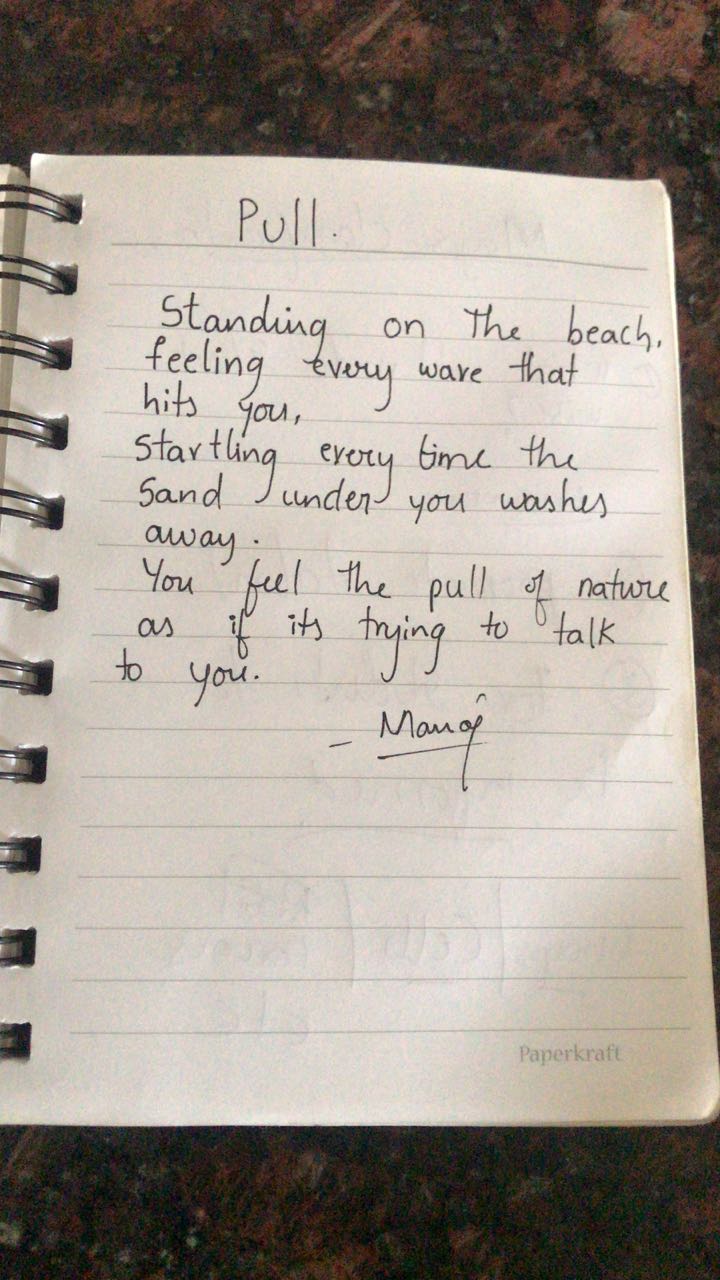 Pull.
Standing on The beach,
feeling every wave that
hits you,
Startling every time the
Sand under you washes
away.
You feel the pull of nature
as if its trying to talk
to you.
- Manoj
Paperkraft